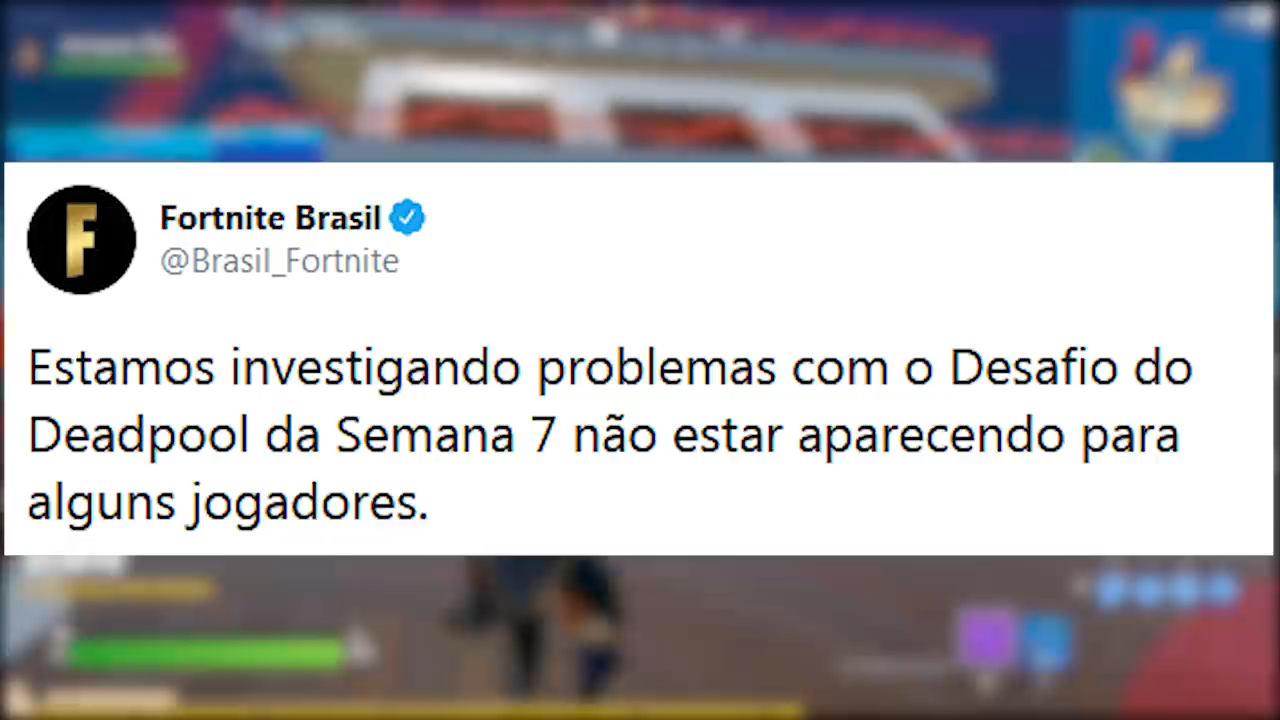 Fortnite Brasil
@Brasil_Fortnite
Estamos investigando problemas com o Desafio do
Deadpool da Semana 7 não estar aparecendo para
alguns jogadores.